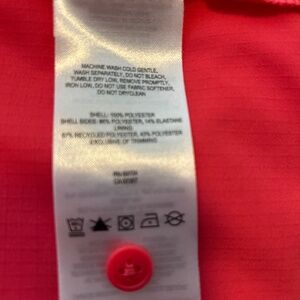 MACHINE WASH COLD GENTLE,
WASH SEPARATELY, DO NOT BLEACH,
TUMBLE DRY LOW, REMOVE PROMPTLY,
IRON LOW, DO NOT USE FABRIC SOFTENER,
DO NOT DRYCLEAN
SHELL: 100% POLYESTER
SHELL SIDES: 86% POLYESTER, 14% ELASTANE
LINING:
RECYCLED POLYESTER, POLYESTER
EXCLUSIVE OF TRIMMING